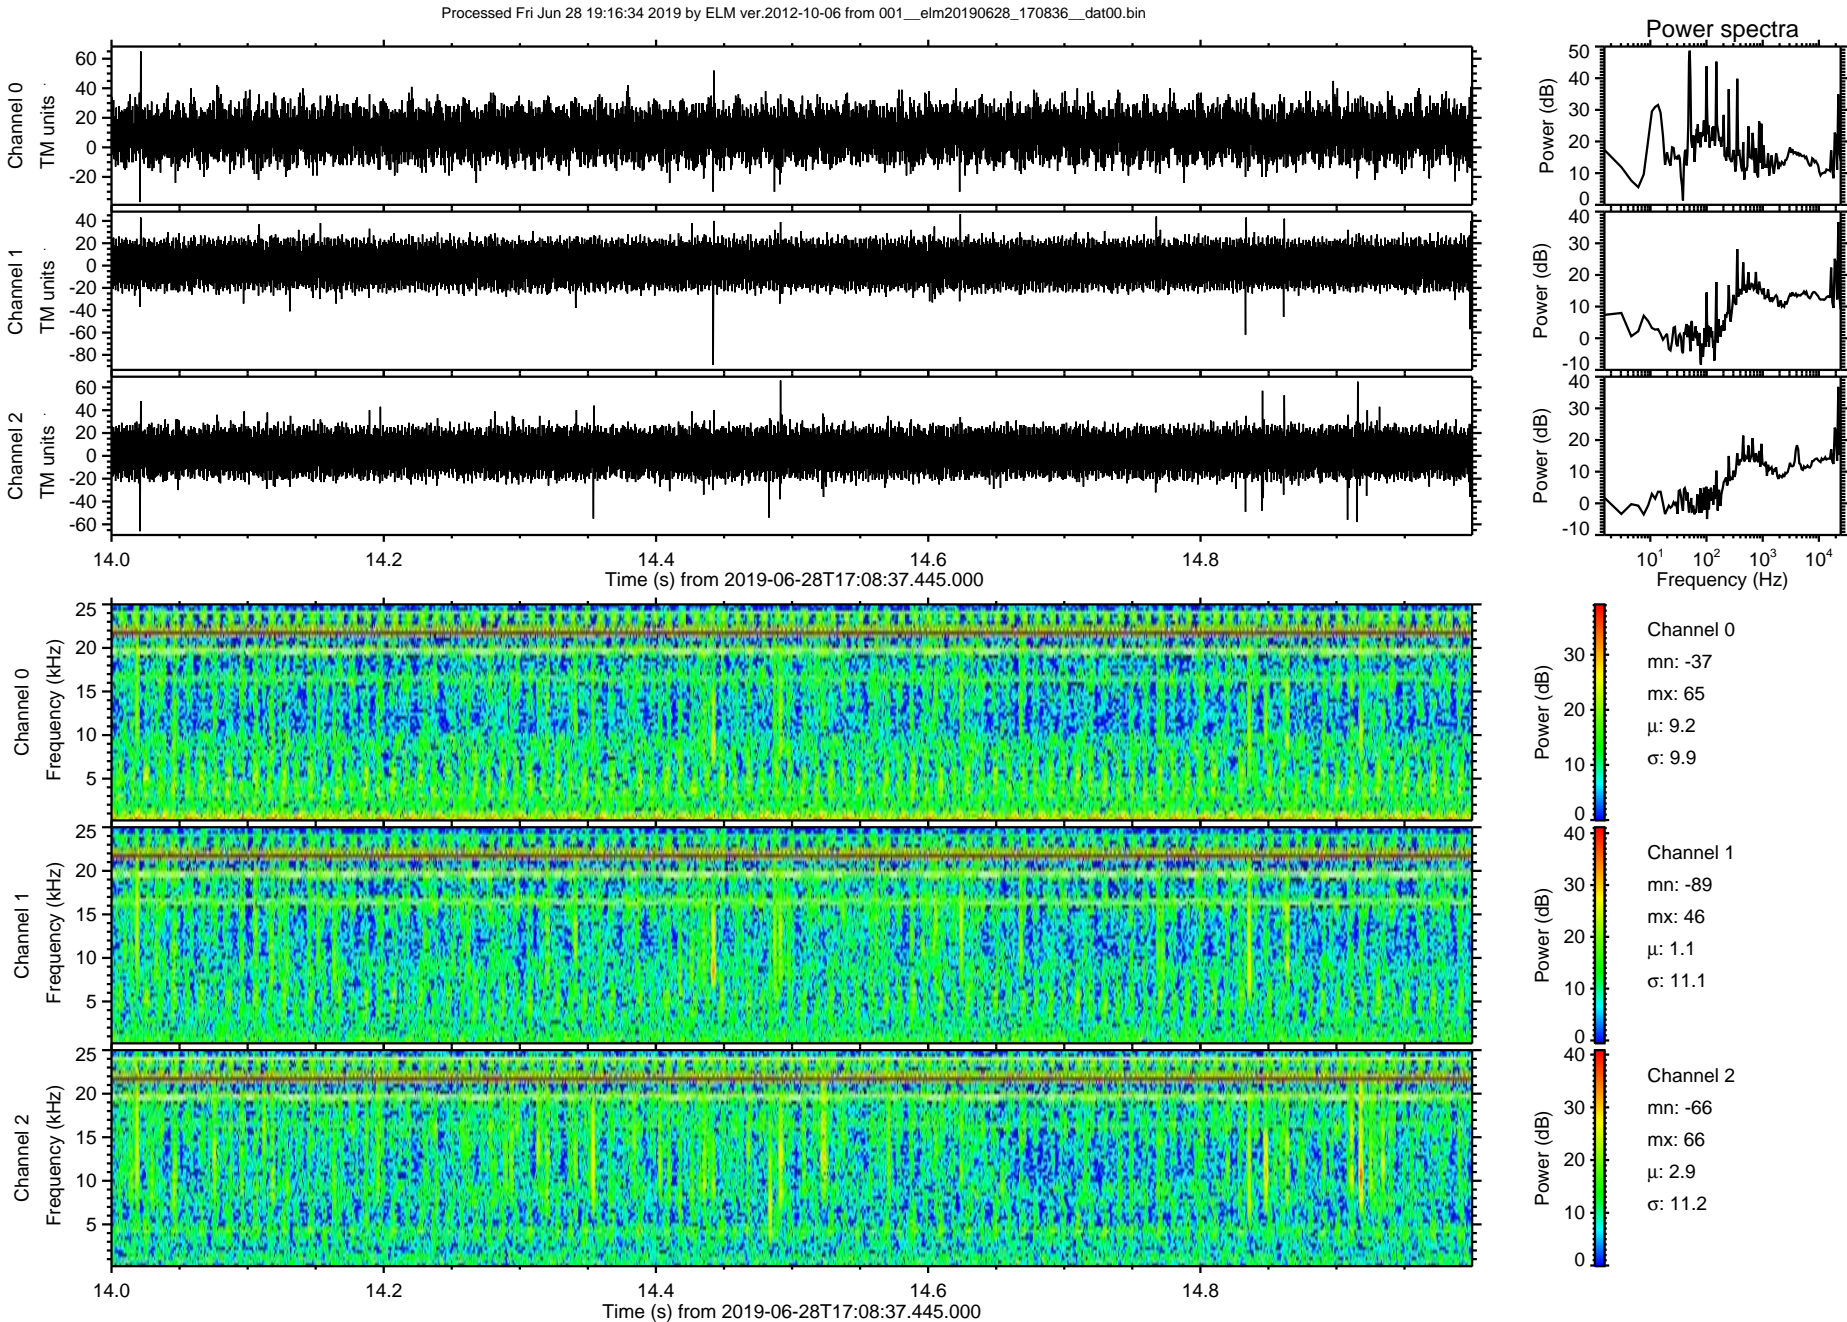 Processed Fri Jun 28 19:16:34 2019 by ELM ver.2012-10-06 from 001__elm20190628_170836__dat00.bin
Power spectra
Channel 0
TM units
60
40
20
0
-20
Power (dB)
50
40
30
20
10
0
Channel 1
TM units
40
20
0
-20
-40
-60
-80
Power (dB)
40
30
20
10
0
-10
Channel 2
TM units
60
40
20
0
-20
-40
-60
Power (dB)
40
30
20
10
0
-10
14.0 14.2 14.4 14.6 14.8
Time (s) from 2019-06-28T17:08:37.445.000
10¹ 10² 10³ 10⁴
Frequency (Hz)
Channel 0
Frequency (kHz)
25
20
15
10
5
Power (dB)
30
20
10
0
Channel 0
mn: -37
mx: 65
μ: 9.2
σ: 9.9
Channel 1
Frequency (kHz)
25
20
15
10
5
Power (dB)
40
30
20
10
0
Channel 1
mn: -89
mx: 46
μ: 1.1
σ: 11.1
Channel 2
Frequency (kHz)
25
20
15
10
5
Power (dB)
40
30
20
10
0
Channel 2
mn: -66
mx: 66
μ: 2.9
σ: 11.2
14.0 14.2 14.4 14.6 14.8
Time (s) from 2019-06-28T17:08:37.445.000